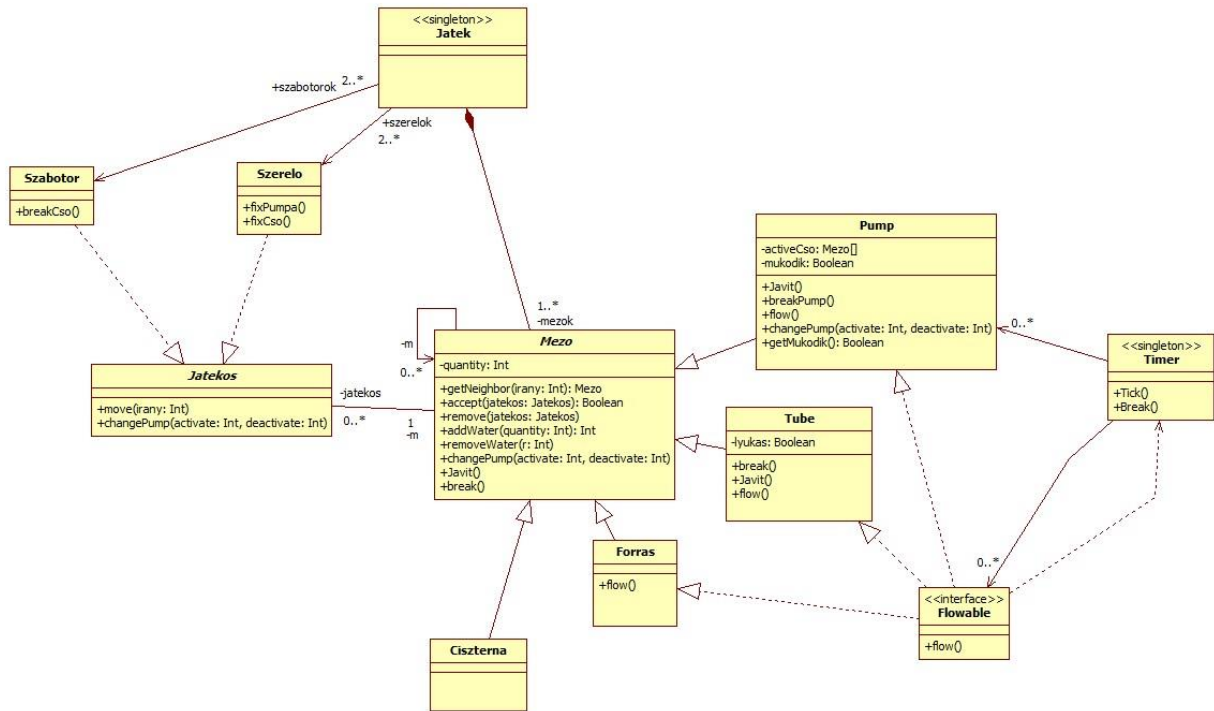 <<singleton>>
Jatek
+szabotorok
2..*
+szerelok
2..*
Szabotor
+breakCso()
Szerelo
+fixPumpa()
+fixCso()
Pump
-activeCso: Mezo[]
-mukodik: Boolean
+Javit()
+breakPump()
+flow()
+changePump(activate: Int, deactivate: Int)
+getMukodik(): Boolean
1..*
-mezok
-m
0..*
Mezo
-quantity: Int
+getNeighbor(irany: Int): Mezo
+accept(jatekos: Jatekos): Boolean
+remove(jatekos: Jatekos)
+addWater(quantity: Int): Int
+removeWater(r: Int)
+changePump(activate: Int, deactivate: Int)
+Javit()
+break()
0..*
<<singleton>>
Timer
+Tick()
+Break()
Jatekos
+move(irany: Int)
+changePump(activate: Int, deactivate: Int)
-jatekos
0..*
1
-m
Tube
-lyukas: Boolean
+break()
+Javit()
+flow()
Forras
+flow()
0..*
<<interface>>
Flowable
+flow()
Ciszterna